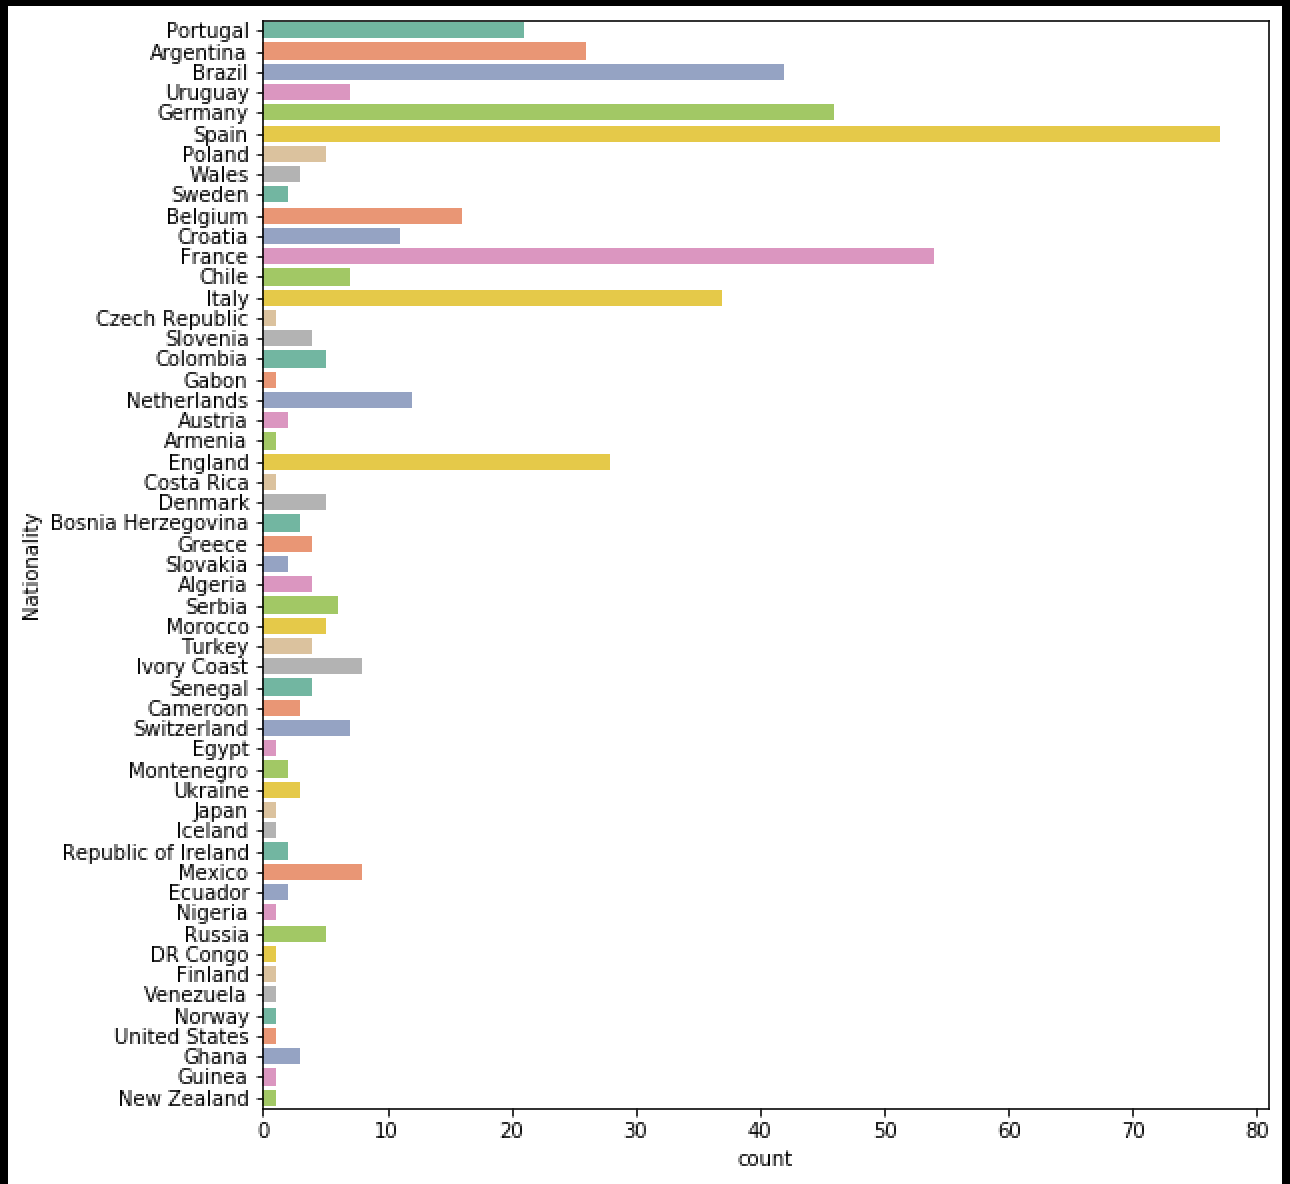 Portugal
Argentina
Brazil
Uruguay
Germany
Spain
Poland
Wales
Sweden
Belgium
Croatia
France
Chile
Italy
Czech Republic
Slovenia
Colombia
Gabon
Netherlands
Austria
Armenia
England
Costa Rica
Denmark
Bosnia Herzegovina
Greece
Slovakia
Algeria
Serbia
Morocco
Turkey
Ivory Coast
Senegal
Cameroon
Switzerland
Egypt
Montenegro
Ukraine
Japan
Iceland
Republic of Ireland
Mexico
Ecuador
Nigeria
Russia
DR Congo
Finland
Venezuela
Norway
United States
Ghana
Guinea
New Zealand
Nationality
0 10 20 30 40 50 60 70 80
count